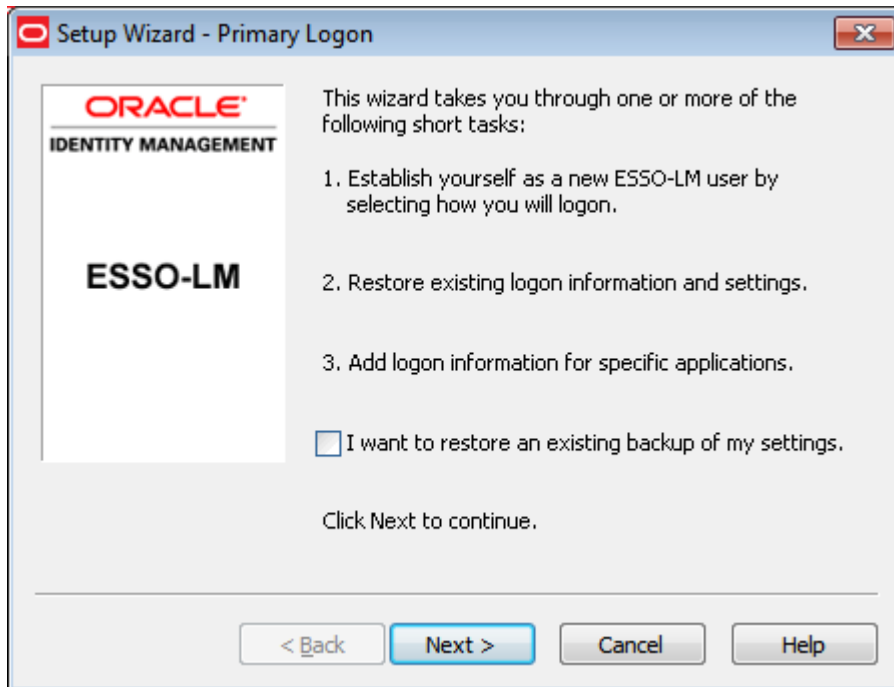 Setup Wizard - Primary Logon
ORACLE'
IDENTITY MANAGEMENT
ESSO-LM
This wizard takes you through one or more of the
following short tasks:
1. Establish yourself as a new ESSO-LM user by
selecting how you will logon.
2. Restore existing logon information and settings.
3. Add logon information for specific applications.
I want to restore an existing backup of my settings.
Click Next to continue.
< Back
Next >
Cancel
Help